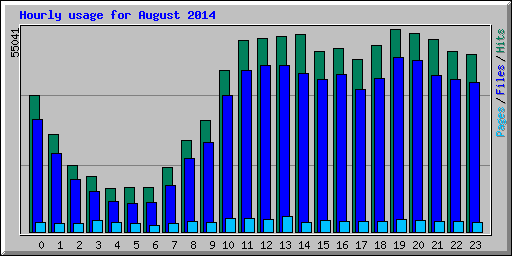 Hourly usage for August 2014
55041
Pages / Files / Hits
0 1 2 3 4 5 6 7 8 9 10 11 12 13 14 15 16 17 18 19 20 21 22 23